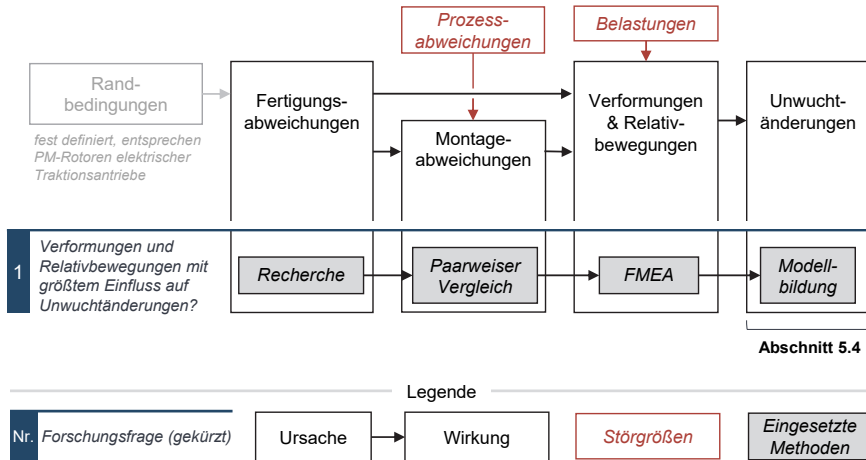 Prozess-
abweichungen
Belastungen
Rand-
bedingungen
fest definiert, entsprechen
PM-Rotoren elektrischer
Traktionsantriebe
Fertigungs-
abweichungen
Montage-
abweichungen
Verformungen
& Relativ-
bewegungen
Unwucht-
änderungen
1
Verformungen und
Relativbewegungen mit
größtem Einfluss auf
Unwuchtänderungen?
Recherche
Paarweiser
Vergleich
FMEA
Modell-
bildung
Abschnitt 5.4
Legende
Nr.
Forschungsfrage (gekürzt)
Ursache
Wirkung
Störgrößen
Eingesetzte
Methoden